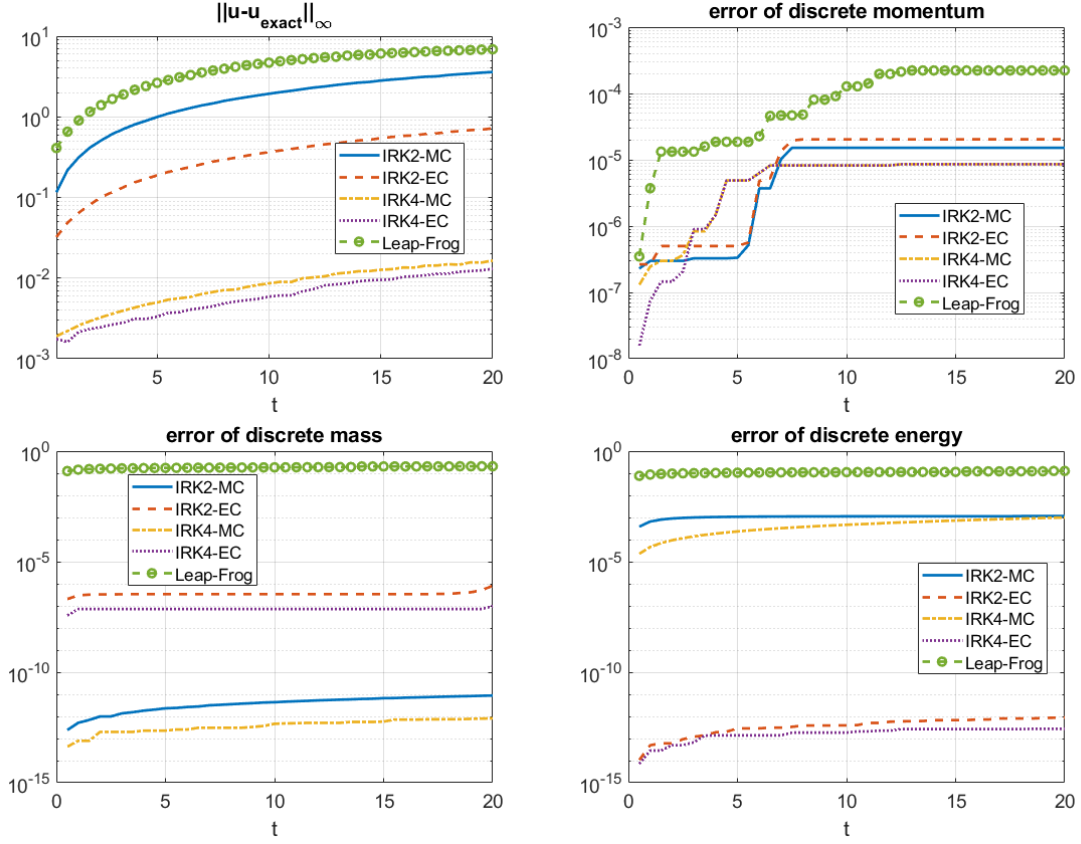 ||u-u_exact||_∞
10^1
10^0
10^-1
10^-2
10^-3
5
10
15
20
t
IRK2-MC
IRK2-EC
IRK4-MC
IRK4-EC
Leap-Frog
error of discrete momentum
10^-3
10^-4
10^-5
10^-6
10^-7
10^-8
0
5
10
15
20
t
IRK2-MC
IRK2-EC
IRK4-MC
IRK4-EC
Leap-Frog
error of discrete mass
10^0
10^-5
10^-10
10^-15
0
5
10
15
20
t
IRK2-MC
IRK2-EC
IRK4-MC
IRK4-EC
Leap-Frog
error of discrete energy
10^0
10^-5
10^-10
10^-15
0
5
10
15
20
t
IRK2-MC
IRK2-EC
IRK4-MC
IRK4-EC
Leap-Frog